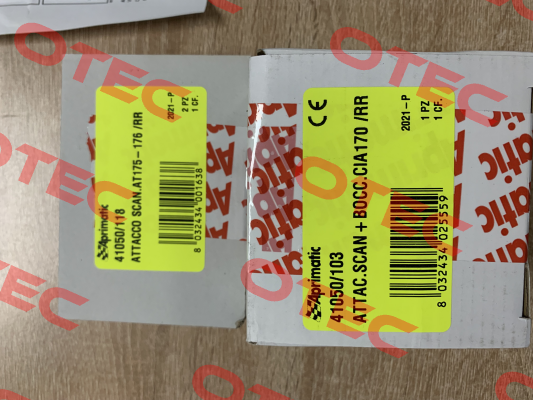 Aprimatic
41050/118
ATTACCO SCAN.AT175-176 /RR
8 032434 001638
2021-P
2 PZ
1 CF.
CE
Aprimatic
41050/103
ATTAC.SCAN + BOCC.CIA170 /RR
8 032434 025559
2021-P
1 PZ
1 CF.
OTEC
OTEC
OTEC
OTEC
OTEC
OTEC